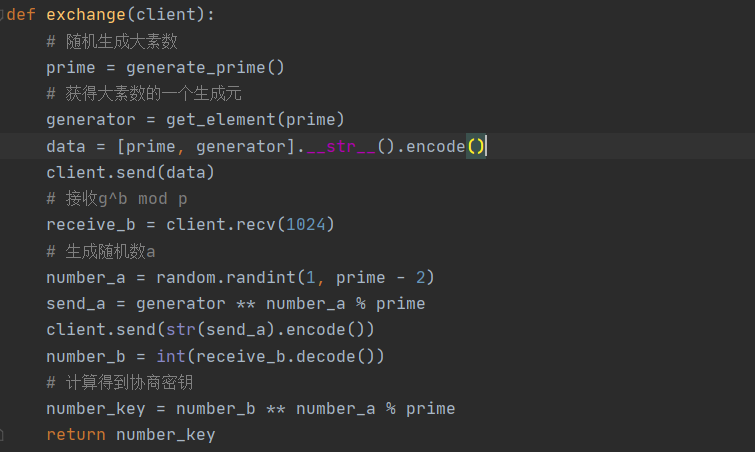 def exchange(client):
    # 随机生成大素数
    prime = generate_prime()
    # 获得大素数的一个生成元
    generator = get_element(prime)
    data = [prime, generator].__str__().encode()
    client.send(data)
    # 接收g^b mod p
    receive_b = client.recv(1024)
    # 生成随机数a
    number_a = random.randint(1, prime - 2)
    send_a = generator ** number_a % prime
    client.send(str(send_a).encode())
    number_b = int(receive_b.decode())
    # 计算得到协商密钥
    number_key = number_b ** number_a % prime
    return number_key